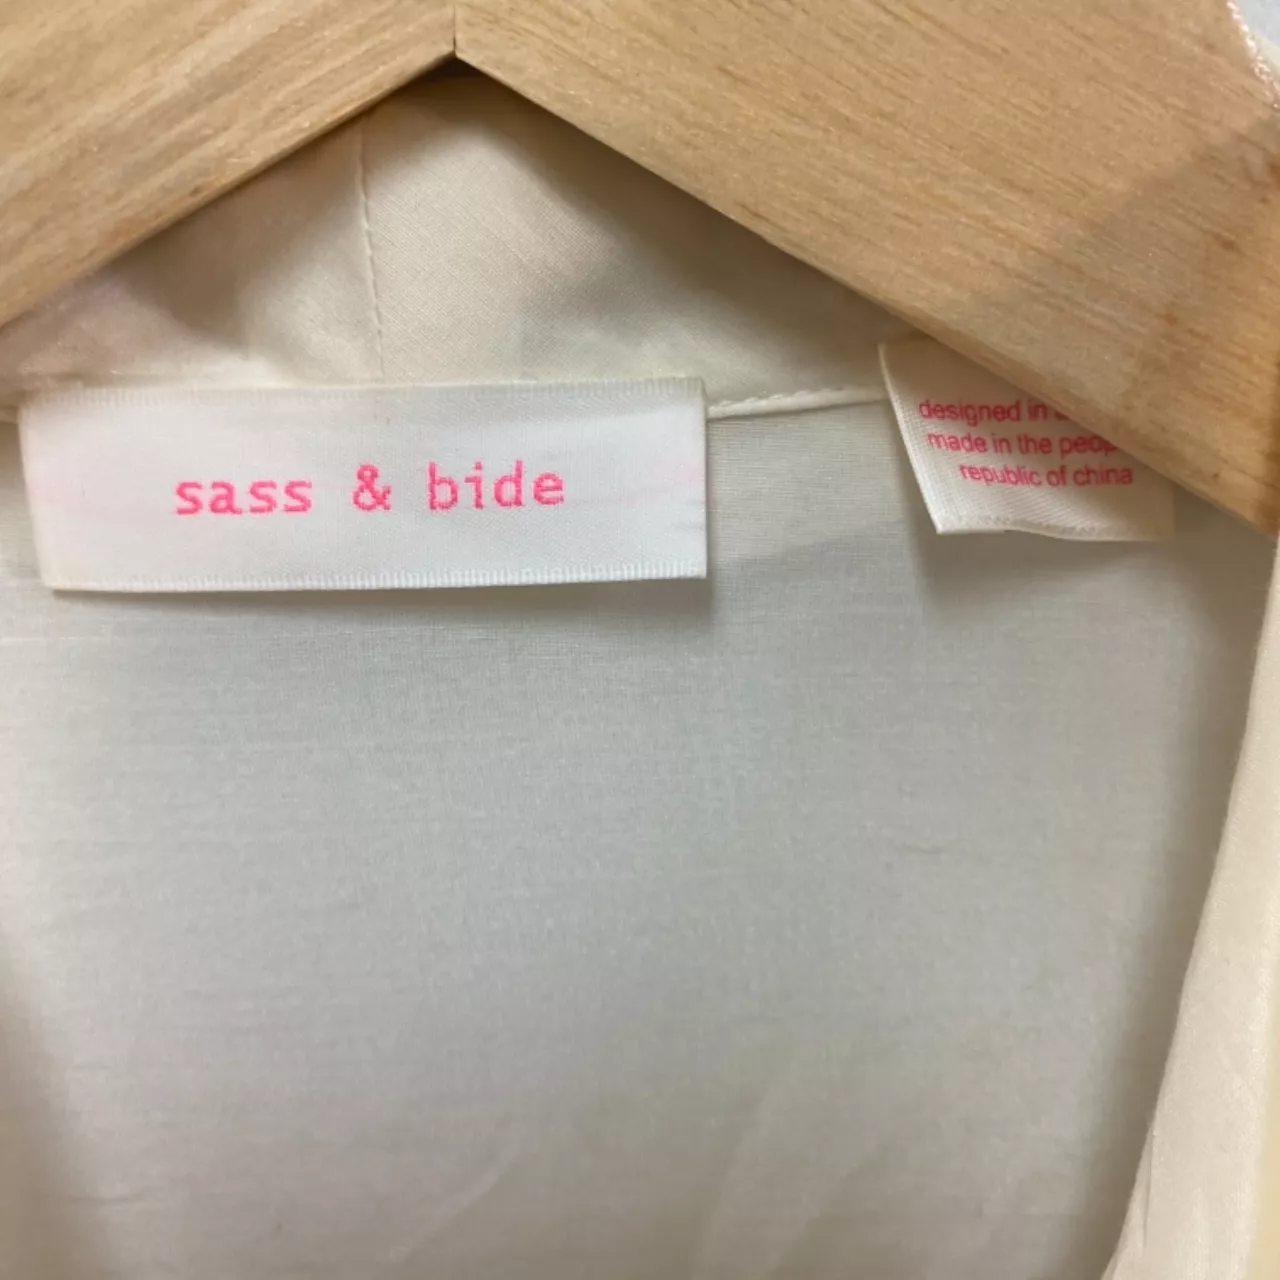 sass & bide
designed in
made in the
republic of china